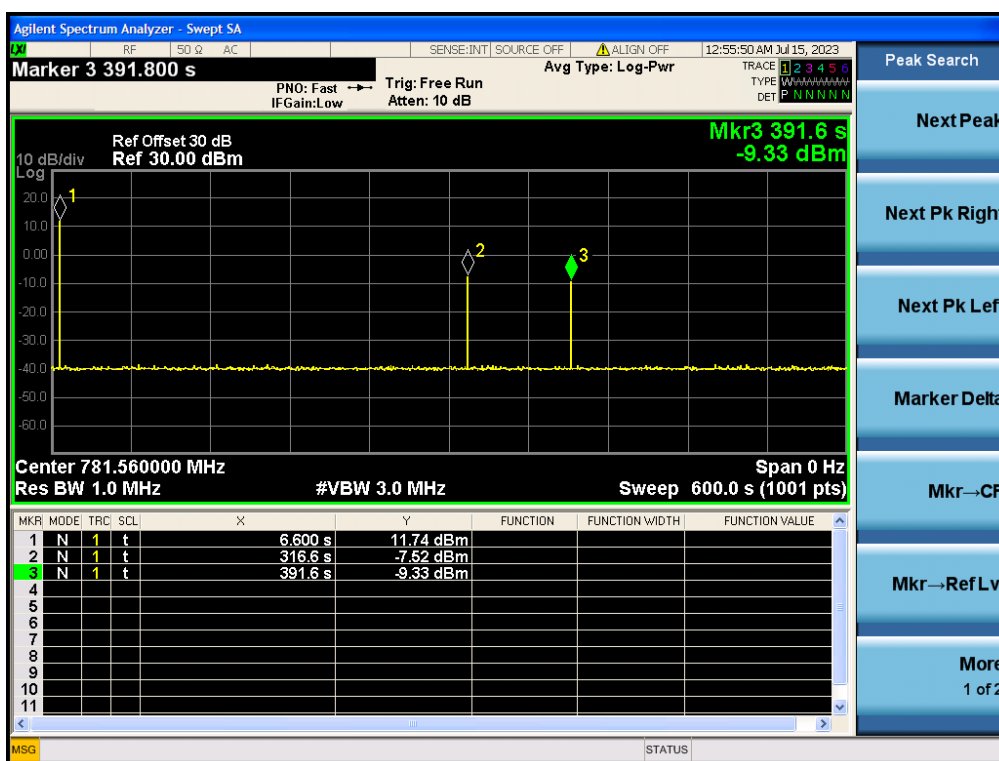 Agilent Spectrum Analyzer - Swept SA
LXI RF 50 Ω AC SENSE:INT SOURCE OFF ALIGN OFF 12:55:50 AM Jul 15, 2023
Marker 3 391.800 s
PNO: Fast
IFGain:Low
Trig: Free Run
Atten: 10 dB
Avg Type: Log-Pwr
TRACE 1 2 3 4 5 6
TYPE
DET P N N N N N
Mkr3 391.6 s
-9.33 dBm
Ref Offset 30 dB
10 dB/div Ref 30.00 dBm
Log
20.0
10.0
0.00
-10.0
-20.0
-30.0
-40.0
-50.0
-60.0
1
2
3
Center 781.560000 MHz Span 0 Hz
Res BW 1.0 MHz #VBW 3.0 MHz Sweep 600.0 s (1001 pts)
MKR MODE TRC SCL X Y FUNCTION FUNCTION WIDTH FUNCTION VALUE
1 N 1 t 6.600 s 11.74 dBm
2 N 1 t 316.6 s -7.52 dBm
3 N 1 t 391.6 s -9.33 dBm
4
5
6
7
8
9
10
11
MSG STATUS
Peak Search
Next Peak
Next Pk Righ
Next Pk Lef
Marker Delta
Mkr→CF
Mkr→Ref Lv
More
1 of 2